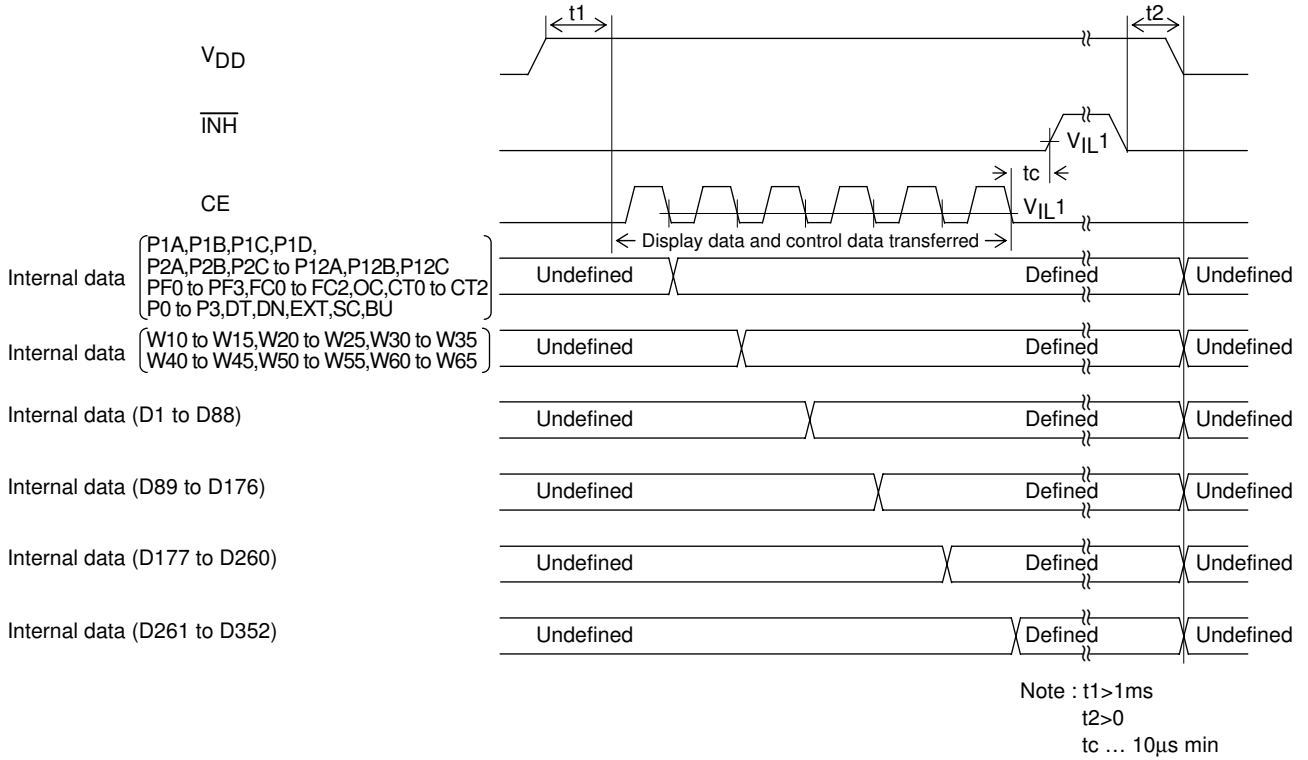 t1
t2
VDD
INH
VIL1
tc
CE
VIL1
Display data and control data transferred
Internal data
P1A,P1B,P1C,P1D,
P2A,P2B,P2C to P12A,P12B,P12C
PF0 to PF3,FC0 to FC2,OC,CT0 to CT2
P0 to P3,DT,DN,EXT,SC,BU
Undefined
Defined
Undefined
Internal data
W10 to W15,W20 to W25,W30 to W35
W40 to W45,W50 to W55,W60 to W65
Undefined
Defined
Undefined
Internal data (D1 to D88)
Undefined
Defined
Undefined
Internal data (D89 to D176)
Undefined
Defined
Undefined
Internal data (D177 to D260)
Undefined
Defined
Undefined
Internal data (D261 to D352)
Undefined
Defined
Undefined
Note : t1>1ms
t2>0
tc … 10μs min